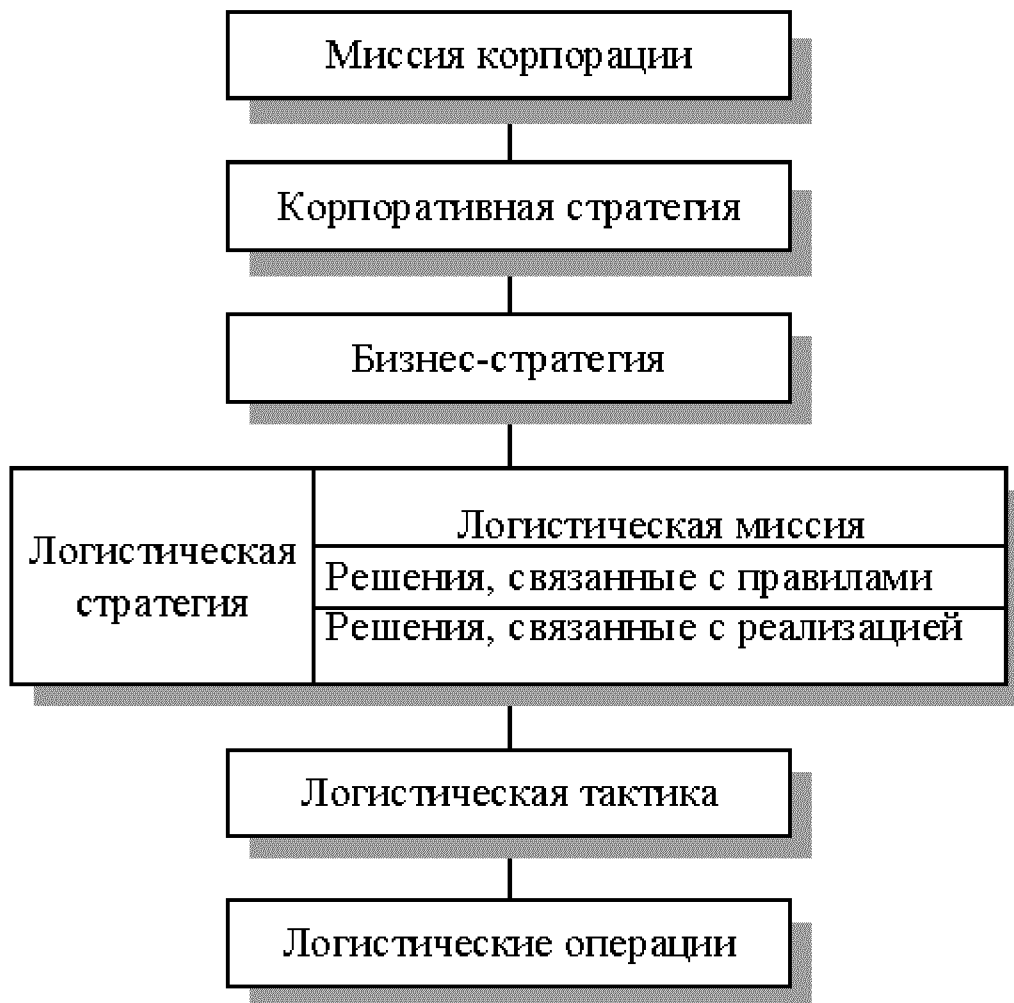 Миссия корпорации
Корпоративная стратегия
Бизнес-стратегия
Логистическая
стратегия
Логистическая миссия
Решения, связанные с правилами
Решения, связанные с реализацией
Логистическая тактика
Логистические операции